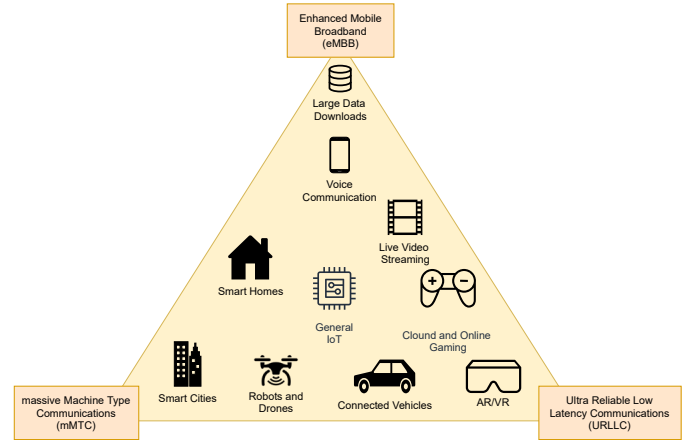 Enhanced Mobile
Broadband
(eMBB)
Large Data
Downloads
Voice
Communication
Live Video
Streaming
Smart Homes
General
IoT
Clound and Online
Gaming
Smart Cities
Robots and
Drones
Connected Vehicles
AR/VR
massive Machine Type
Communications
(mMTC)
Ultra Reliable Low
Latency Communications
(URLLC)